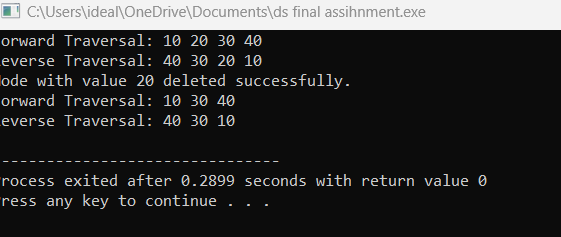 C:\Users\ideal\OneDrive\Documents\ds final assihnment.exe
orward Traversal: 10 20 30 40
everse Traversal: 40 30 20 10
ode with value 20 deleted successfully.
orward Traversal: 10 30 40
everse Traversal: 40 30 10
------------------------------
rocess exited after 0.2899 seconds with return value 0
ress any key to continue . . .